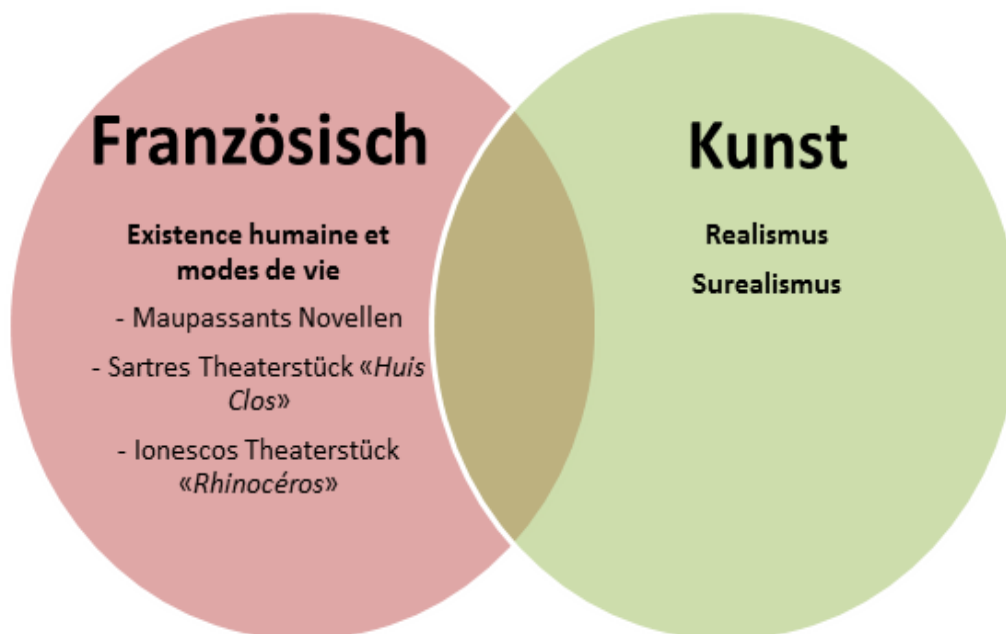 Französisch
Existence humaine et
modes de vie
- Maupassants Novellen
- Sartres Theaterstück «Huis
Clos»
- Ionescos Theaterstück
«Rhinocéros»
Kunst
Realismus
Surealismus